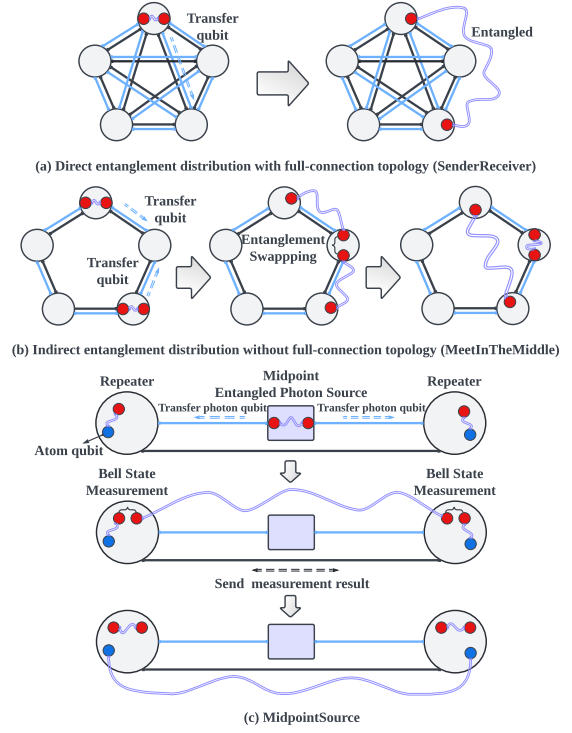 Transfer
qubit
Entangled
(a) Direct entanglement distribution with full-connection topology (SenderReceiver)
Transfer
qubit
Transfer
qubit
Entanglement
Swappping
(b) Indirect entanglement distribution without full-connection topology (MeetInTheMiddle)
Repeater
Midpoint
Entangled Photon Source
Repeater
Transfer photon qubit
Transfer photon qubit
Atom qubit
Bell State
Measurement
Bell State
Measurement
Send measurement result
(c) MidpointSource